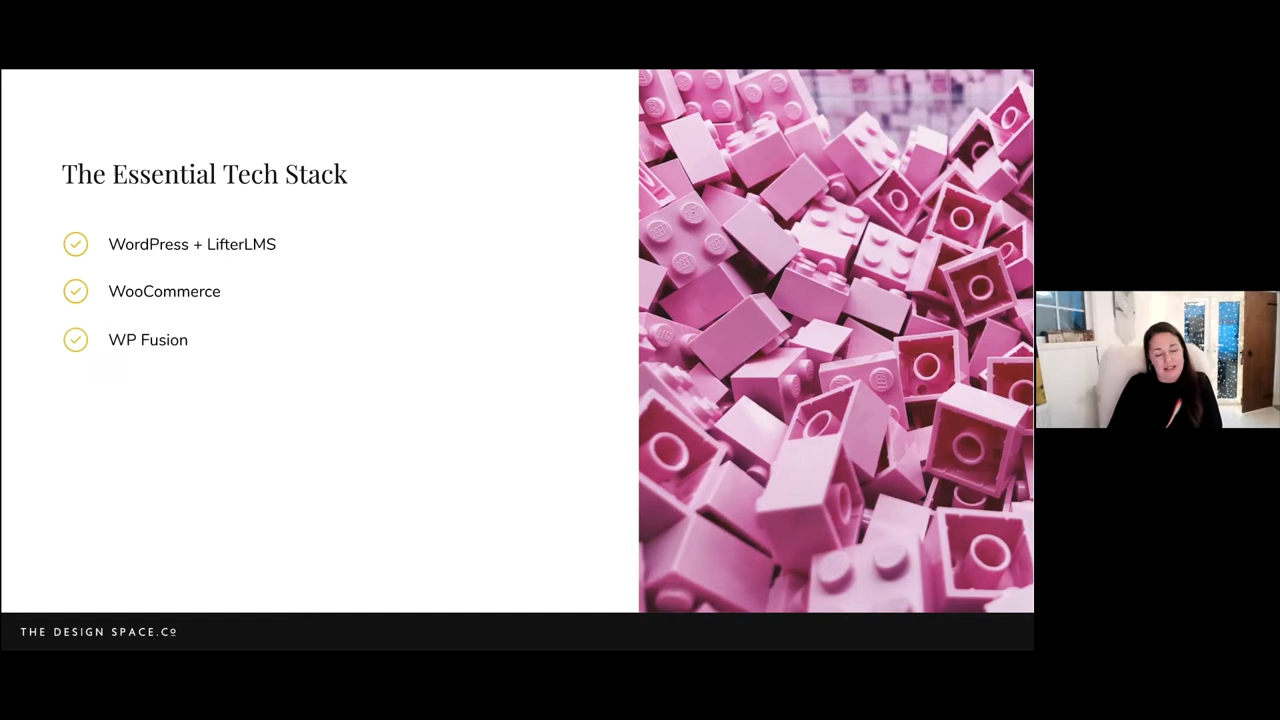 The Essential Tech Stack
WordPress + LifterLMS
WooCommerce
WP Fusion
THE DESIGN SPACE.Cº